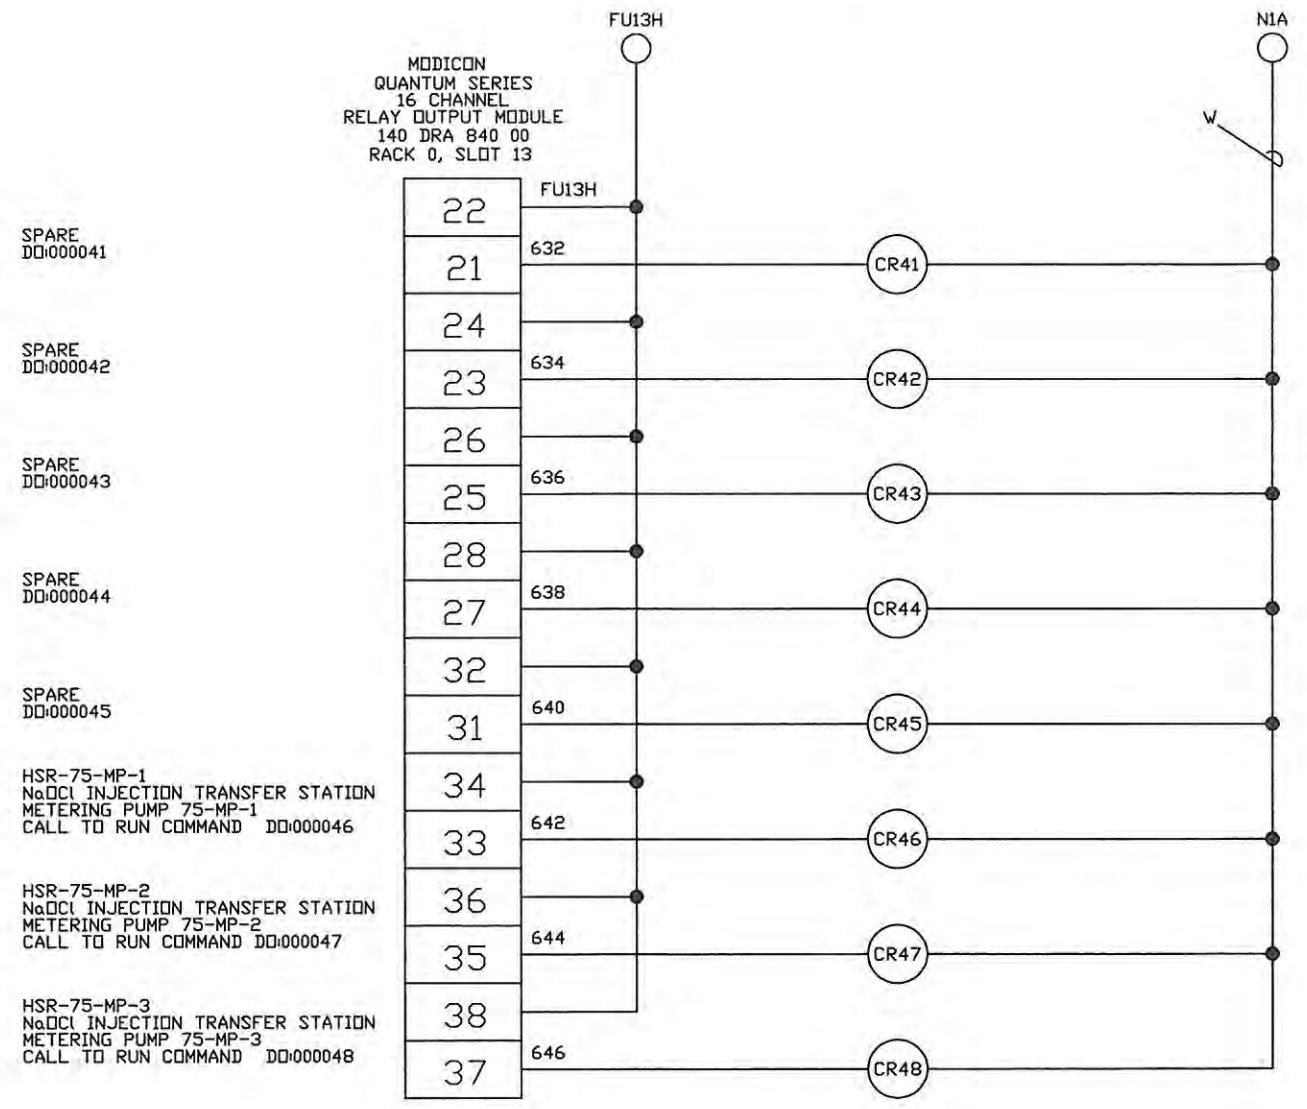 FU13H
N1A
MODICON
QUANTUM SERIES
16 CHANNEL
RELAY OUTPUT MODULE
140 DRA 840 00
RACK 0, SLOT 13
W
22
FU13H
SPARE
DO:000041
21
632
CR41
24
SPARE
DO:000042
23
634
CR42
26
SPARE
DO:000043
25
636
CR43
28
SPARE
DO:000044
27
638
CR44
32
SPARE
DO:000045
31
640
CR45
34
HSR-75-MP-1
NaOCl INJECTION TRANSFER STATION
METERING PUMP 75-MP-1
CALL TO RUN COMMAND DO:000046
33
642
CR46
36
HSR-75-MP-2
NaOCl INJECTION TRANSFER STATION
METERING PUMP 75-MP-2
CALL TO RUN COMMAND DO:000047
35
644
CR47
38
HSR-75-MP-3
NaOCl INJECTION TRANSFER STATION
METERING PUMP 75-MP-3
CALL TO RUN COMMAND DO:000048
37
646
CR48